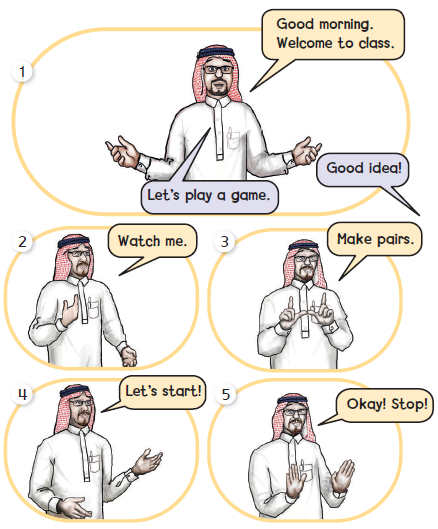 1
Good morning.
Welcome to class.
Let's play a game.
Good idea!
2
Watch me.
3
Make pairs.
4
Let's start!
5
Okay! Stop!